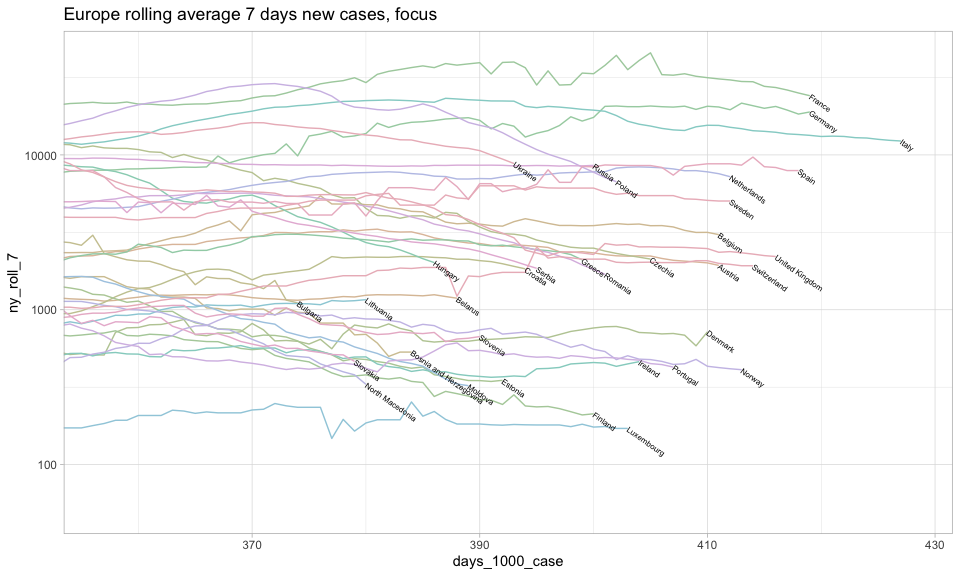 Europe rolling average 7 days new cases, focus
ny_roll_7
10000
1000
100
France
Germany
Italy
Ukraine
Russia
Poland
Spain
Netherlands
Sweden
Belgium
United Kingdom
Hungary
Croatia
Serbia
Greece
Romania
Czechia
Austria
Switzerland
Bulgaria
Lithuania
Belarus
Slovenia
Denmark
Slovakia
Bosnia and Herzegovina
Moldova
Estonia
Ireland
Portugal
Norway
North Macedonia
Finland
Luxembourg
370
390
410
430
days_1000_case